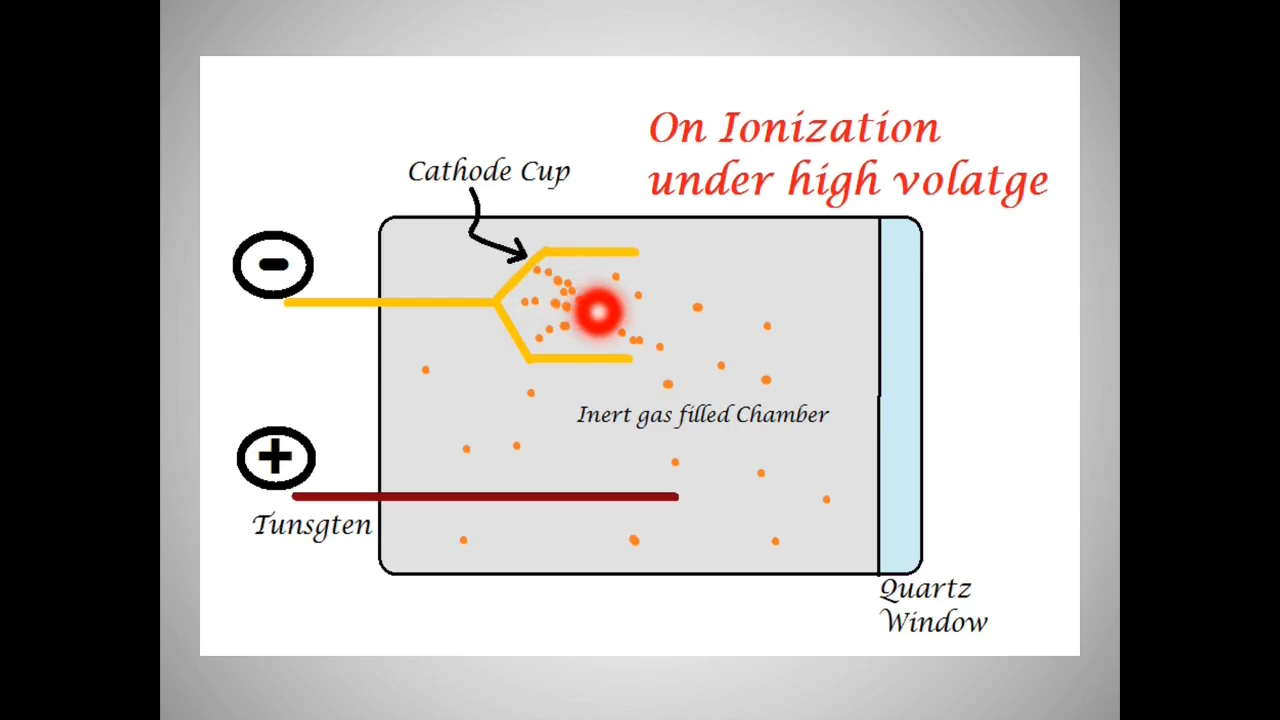 On Ionization
under high volatge
Cathode Cup
-
Inert gas filled Chamber
+
Tunsgten
Quartz
Window